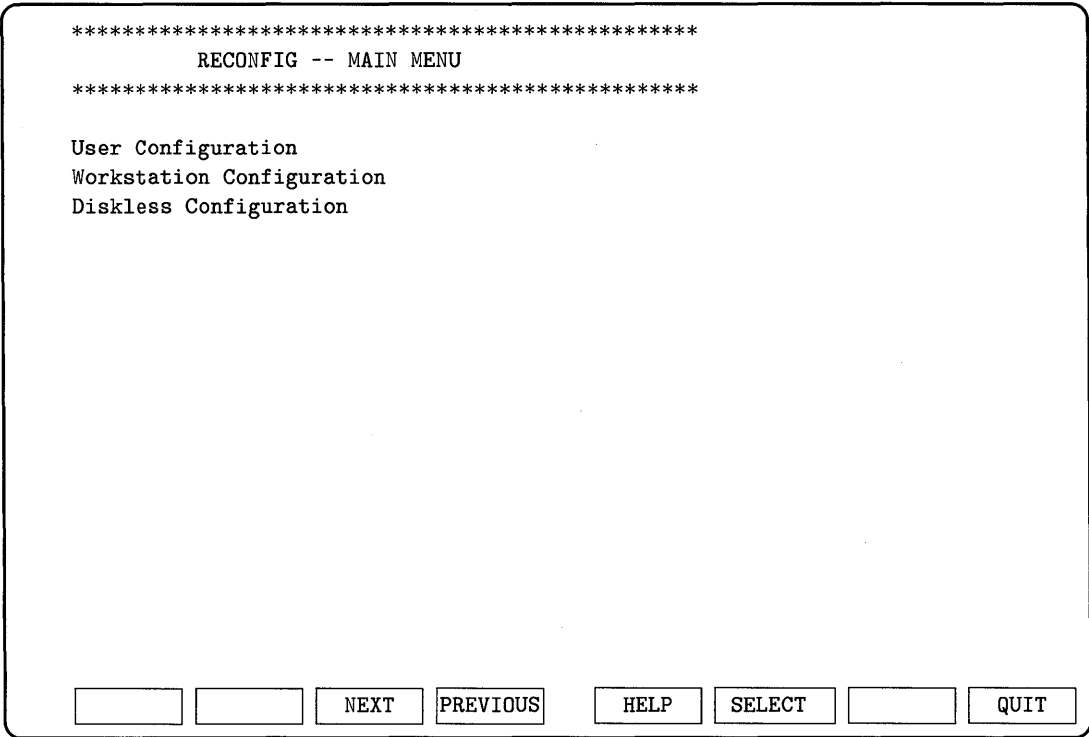 *************************************************
RECONFIG -- MAIN MENU
*************************************************
User Configuration
Workstation Configuration
Diskless Configuration
NEXT PREVIOUS HELP SELECT QUIT